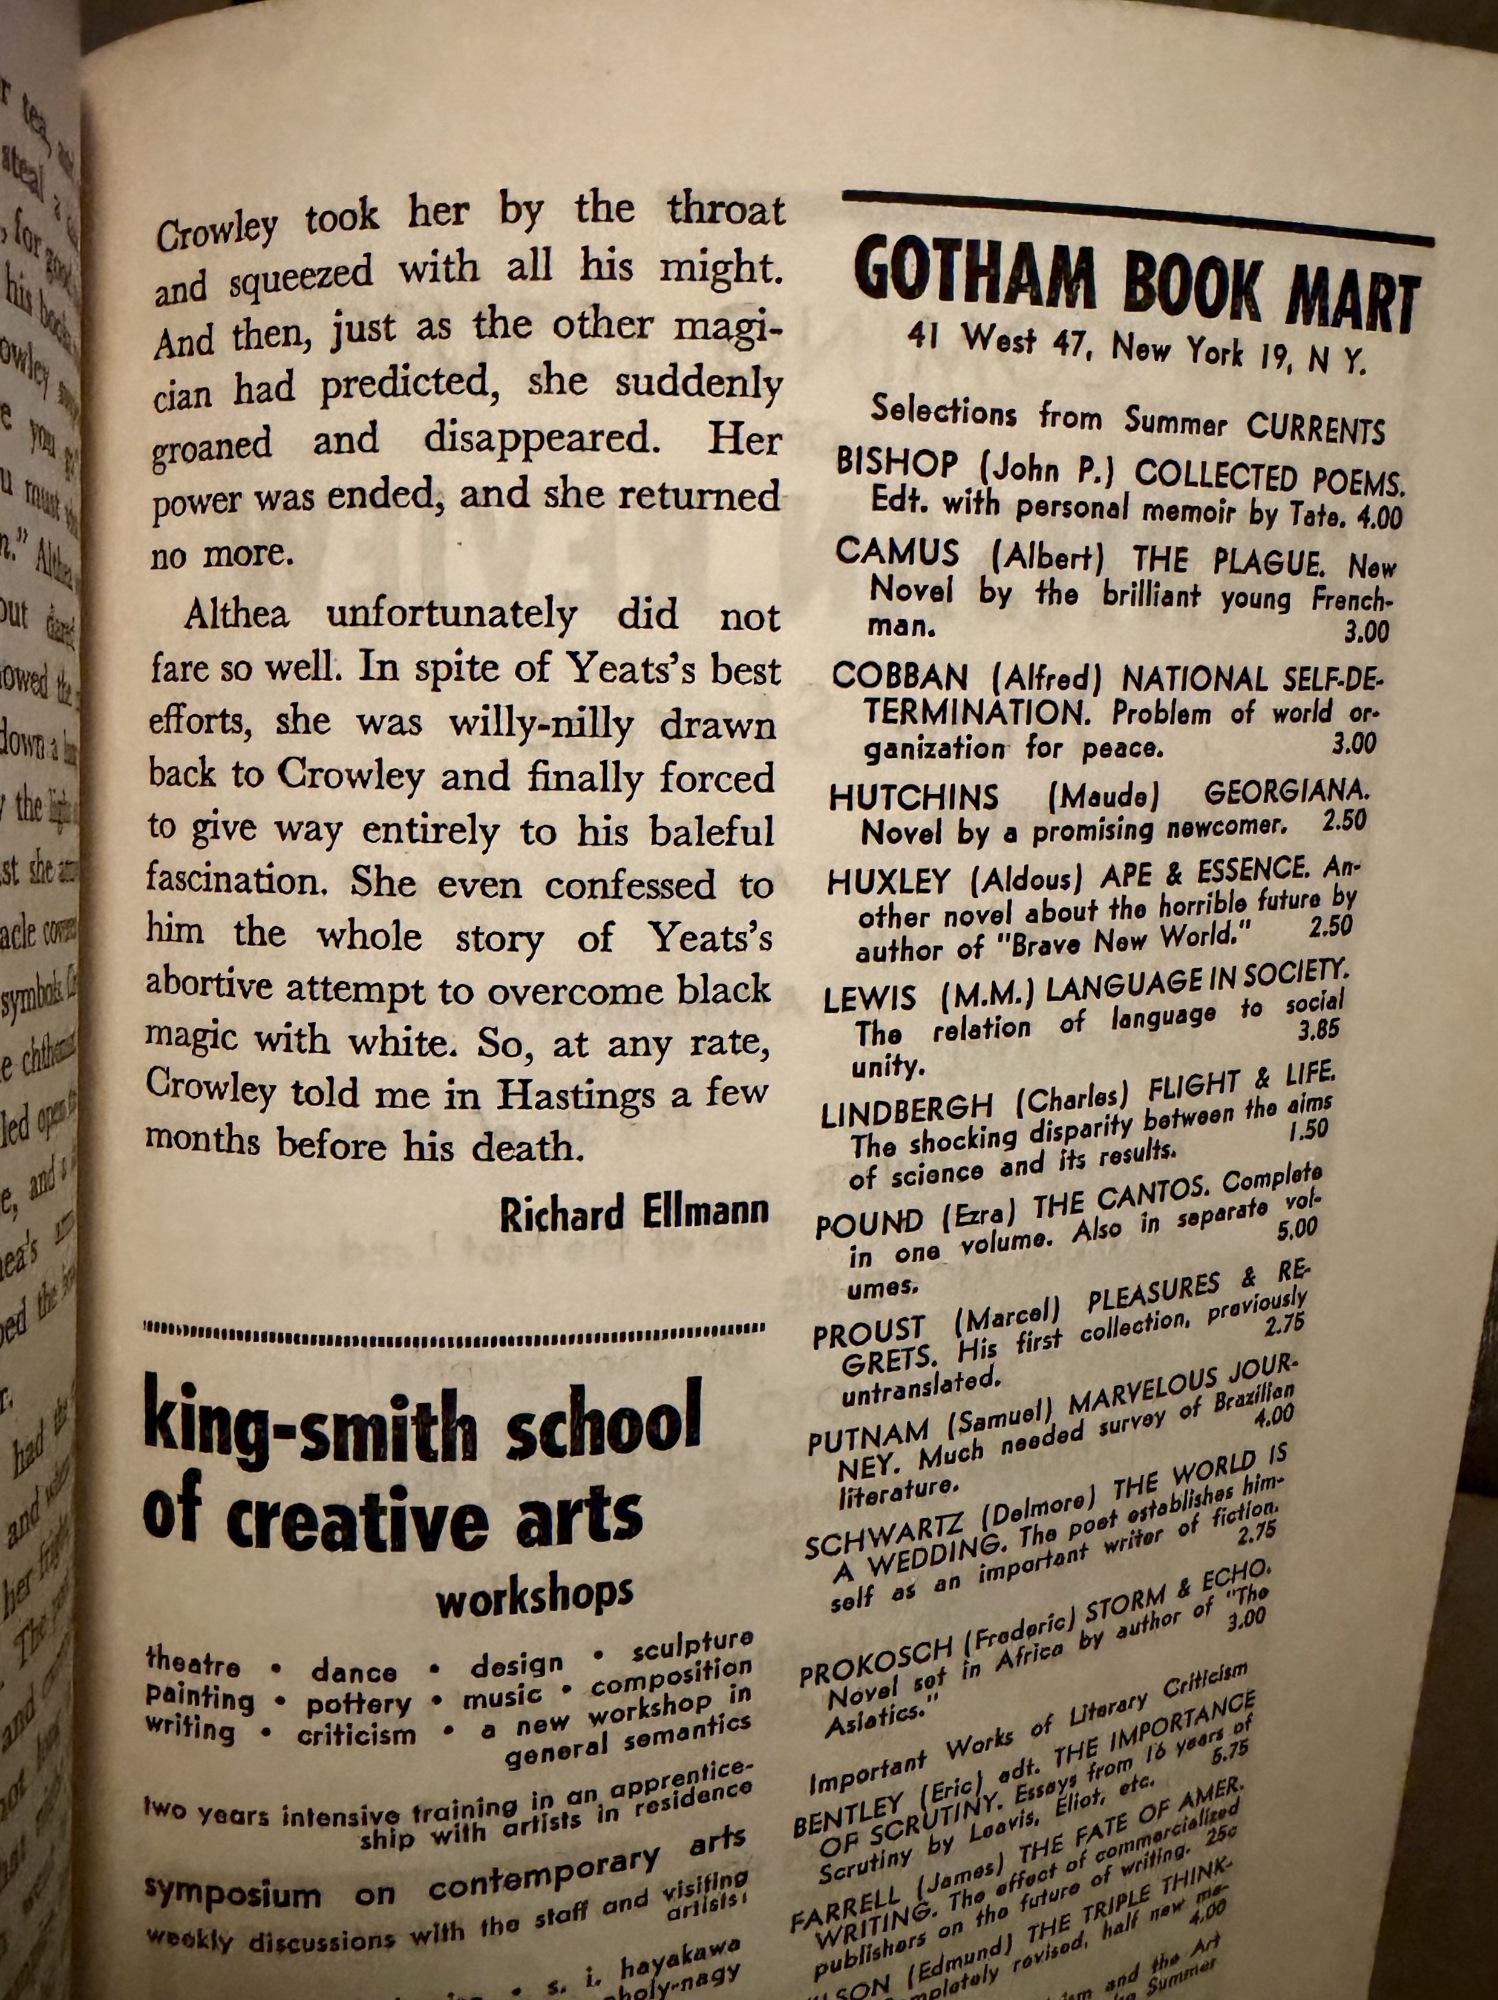 Crowley took her by the throat
and squeezed with all his might.
And then, just as the other magi-
cian had predicted, she suddenly
groaned and disappeared. Her
power was ended, and she returned
no more.
Althea unfortunately did not
fare so well. In spite of Yeats's best
efforts, she was willy-nilly drawn
back to Crowley and finally forced
to give way entirely to his baleful
fascination. She even confessed to
him the whole story of Yeats's
abortive attempt to overcome black
magic with white. So, at any rate,
Crowley told me in Hastings a few
months before his death.
Richard Ellmann
king-smith school
of creative arts
workshops
theatre • dance • design • sculpture
painting • pottery • music • composition
writing • criticism • a new workshop in
general semantics
two years intensive training in an apprentice-
ship with artists in residence
symposium on contemporary arts
weekly discussions with the staff and visiting
artists:
• s. i. hayakawa
GOTHAM BOOK MART
41 West 47, New York 19, N Y.
Selections from Summer CURRENTS
BISHOP (John P.) COLLECTED POEMS.
Edt. with personal memoir by Tate. 4.00
CAMUS (Albert) THE PLAGUE. New
Novel by the brilliant young French-
man. 3.00
COBBAN (Alfred) NATIONAL SELF-DE-
TERMINATION. Problem of world or-
ganization for peace. 3.00
HUTCHINS (Maude) GEORGIANA.
Novel by a promising newcomer. 2.50
HUXLEY (Aldous) APE & ESSENCE. An-
other novel about the horrible future by
author of "Brave New World." 2.50
LEWIS (M.M.) LANGUAGE IN SOCIETY.
The relation of language to social
unity. 3.85
LINDBERGH (Charles) FLIGHT & LIFE.
The shocking disparity between the aims
of science and its results. 1.50
POUND (Ezra) THE CANTOS. Complete
in one volume. Also in separate vol-
umes. 5.00
PROUST (Marcel) PLEASURES & RE-
GRETS. His first collection, previously
untranslated. 2.75
PUTNAM (Samuel) MARVELOUS JOUR-
NEY. Much needed survey of Brazilian
literature. 4.00
SCHWARTZ (Delmore) THE WORLD IS
A WEDDING. The poet establishes him-
self as an important writer of fiction.
2.75
PROKOSCH (Frederic) STORM & ECHO.
Novel set in Africa by author of "The
Asiatics." 3.00
Important Works of Literary Criticism
BENTLEY (Eric) edt. THE IMPORTANCE
OF SCRUTINY. Essays from 16 years of
Scrutiny by Leavis, Eliot, etc. 5.75
FARRELL (James) THE FATE OF AMER.
WRITING. The effect of commercialized
publishers on the future of writing. 25c
(Edmund) THE TRIPLE THINK-
revised, half new ma-
4.00
and the Art
Summer